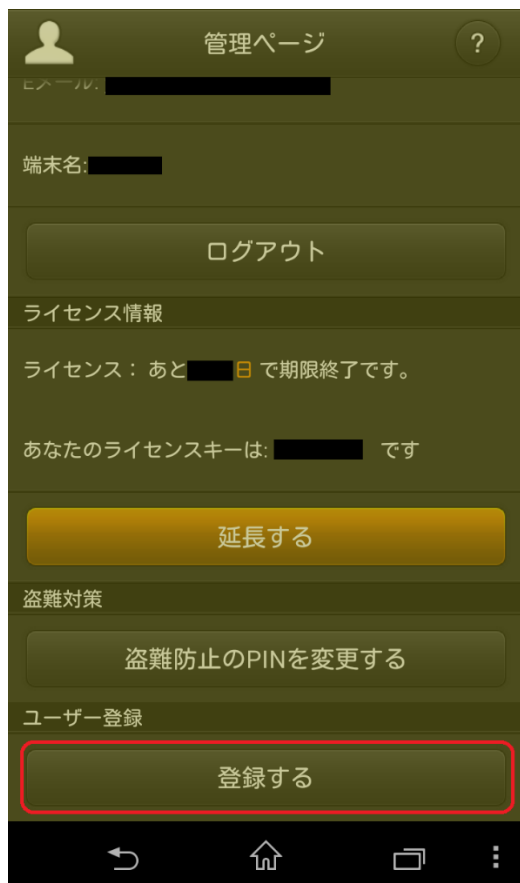 管理ページ
?
Eメール:
端末名:
ログアウト
ライセンス情報
ライセンス： あと 日 で期限終了です。
あなたのライセンスキーは: です
延長する
盗難対策
盗難防止のPINを変更する
ユーザー登録
登録する